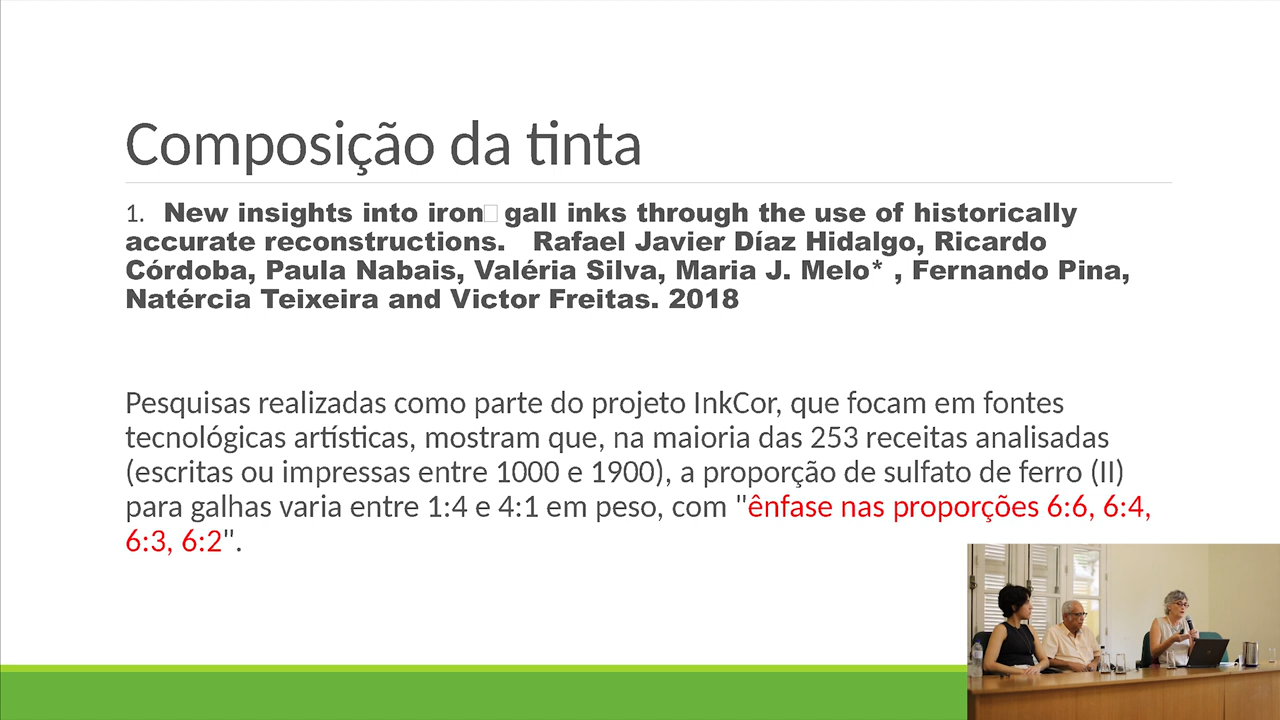 Composição da tinta
1. New insights into iron□ gall inks through the use of historically
accurate reconstructions. Rafael Javier Díaz Hidalgo, Ricardo
Córdoba, Paula Nabais, Valéria Silva, Maria J. Melo* , Fernando Pina,
Natércia Teixeira and Victor Freitas. 2018
Pesquisas realizadas como parte do projeto InkCor, que focam em fontes
tecnológicas artísticas, mostram que, na maioria das 253 receitas analisadas
(escritas ou impressas entre 1000 e 1900), a proporção de sulfato de ferro (II)
para galhas varia entre 1:4 e 4:1 em peso, com "ênfase nas proporções 6:6, 6:4,
6:3, 6:2".